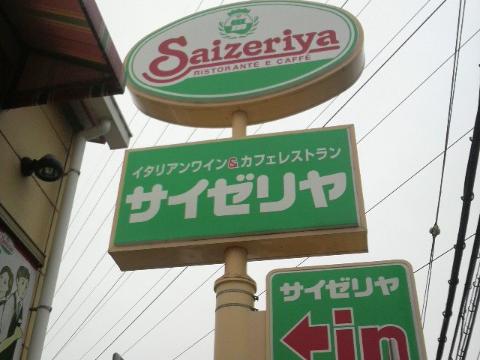 Saizeriya
RISTORANTE E CAFFÈ
イタリアンワイン&カフェレストラン
サイゼリヤ
サイゼリヤ
in